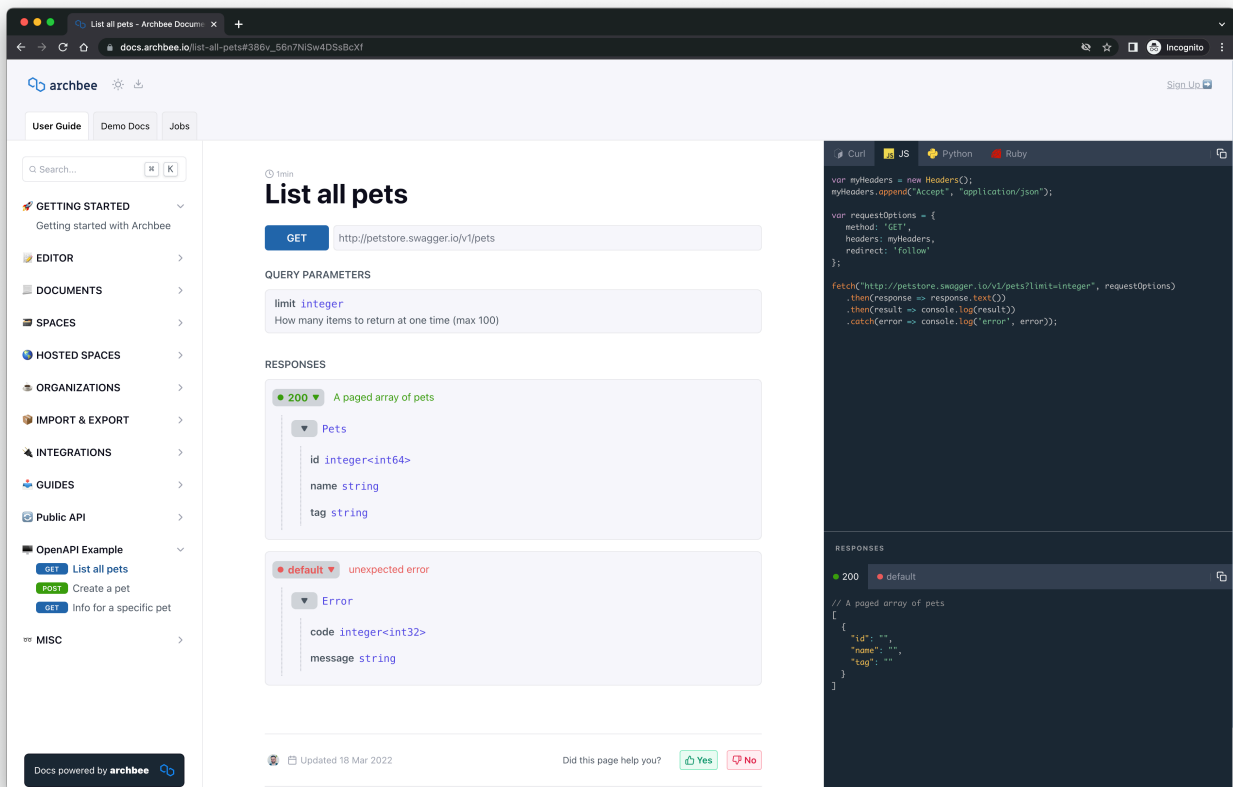 List all pets - Archbee Docume
docs.archbee.io/list-all-pets#386v_56n7NiSw4DSsBcXf
Incognito
archbee
Sign Up
User Guide
Demo Docs
Jobs
Search...
⌘ K
GETTING STARTED
Getting started with Archbee
EDITOR
DOCUMENTS
SPACES
HOSTED SPACES
ORGANIZATIONS
IMPORT & EXPORT
INTEGRATIONS
GUIDES
Public API
OpenAPI Example
GET List all pets
POST Create a pet
GET Info for a specific pet
MISC
Docs powered by archbee
1min
List all pets
GET http://petstore.swagger.io/v1/pets
QUERY PARAMETERS
limit integer
How many items to return at one time (max 100)
RESPONSES
200 A paged array of pets
Pets
id integer<int64>
name string
tag string
default unexpected error
Error
code integer<int32>
message string
Updated 18 Mar 2022
Did this page help you?
Yes
No
Curl
JS
Python
Ruby
var myHeaders = new Headers();
myHeaders.append("Accept", "application/json");
var requestOptions = {
method: 'GET',
headers: myHeaders,
redirect: 'follow'
};
fetch("http://petstore.swagger.io/v1/pets?limit=integer", requestOptions)
.then(response => response.text())
.then(result => console.log(result))
.catch(error => console.log('error', error));
RESPONSES
200
default
// A paged array of pets
[
{
"id": "",
"name": "",
"tag": ""
}
]